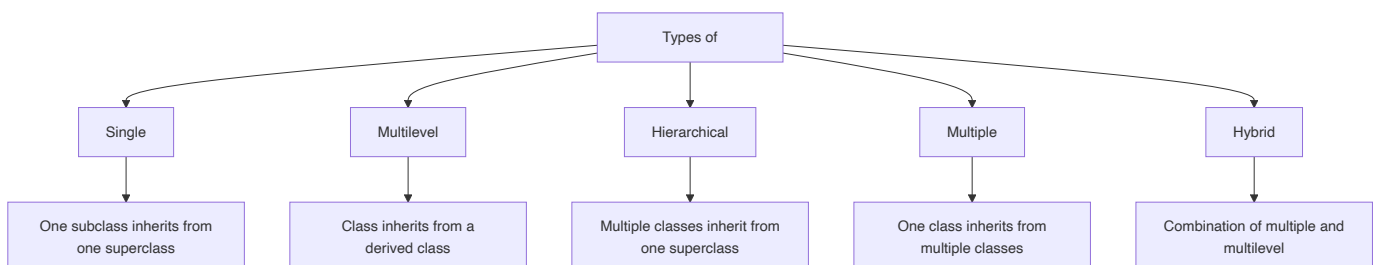 Types of
Single
Multilevel
Hierarchical
Multiple
Hybrid
One subclass inherits from
one superclass
Class inherits from a
derived class
Multiple classes inherit from
one superclass
One class inherits from
multiple classes
Combination of multiple and
multilevel